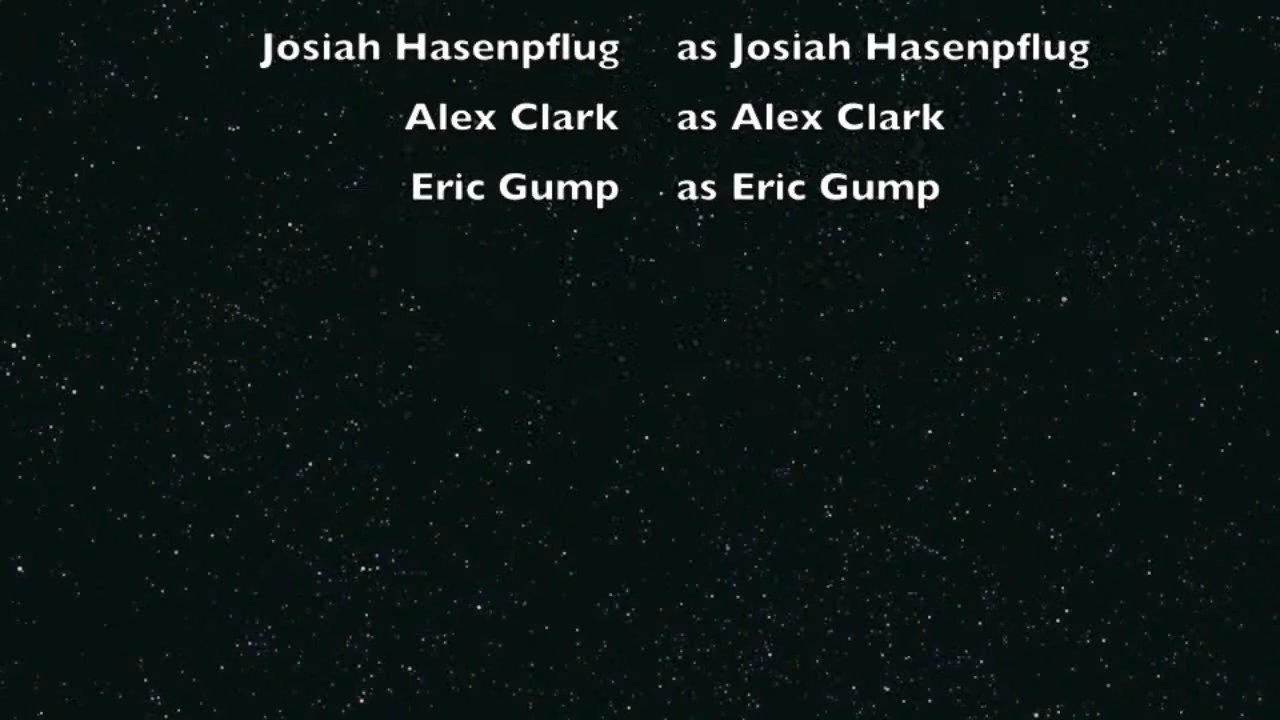 Josiah Hasenpflug as Josiah Hasenpflug
Alex Clark as Alex Clark
Eric Gump as Eric Gump